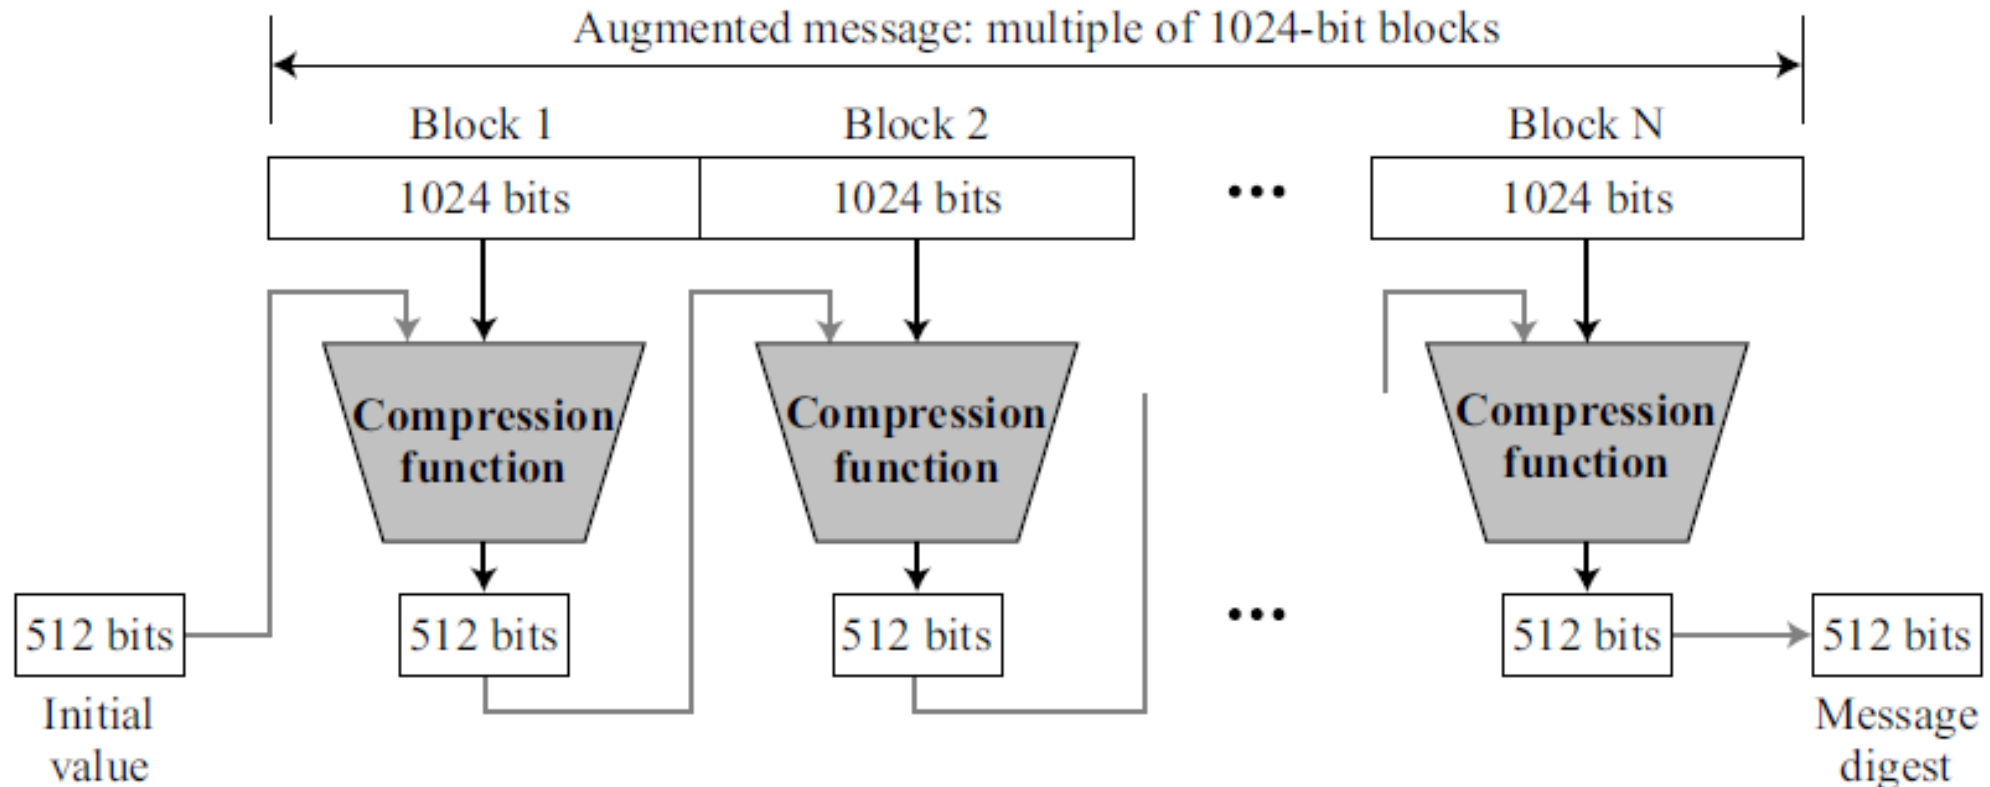 Augmented message: multiple of 1024-bit blocks
Block 1
Block 2
Block N
1024 bits
1024 bits
•••
1024 bits
Compression
function
Compression
function
Compression
function
512 bits
512 bits
512 bits
•••
512 bits
512 bits
Initial
value
Message
digest